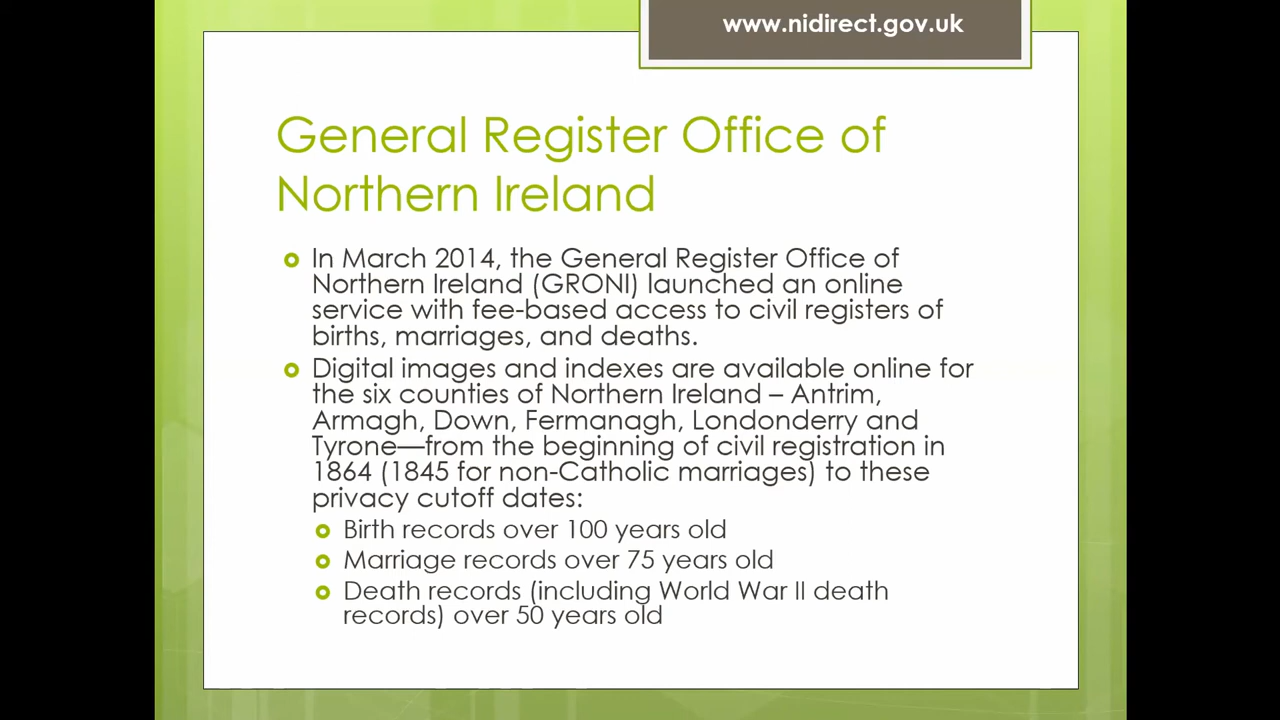 www.nidirect.gov.uk
General Register Office of
Northern Ireland
In March 2014, the General Register Office of
Northern Ireland (GRONI) launched an online
service with fee-based access to civil registers of
births, marriages, and deaths.
Digital images and indexes are available online for
the six counties of Northern Ireland – Antrim,
Armagh, Down, Fermanagh, Londonderry and
Tyrone—from the beginning of civil registration in
1864 (1845 for non-Catholic marriages) to these
privacy cutoff dates:
Birth records over 100 years old
Marriage records over 75 years old
Death records (including World War II death
records) over 50 years old